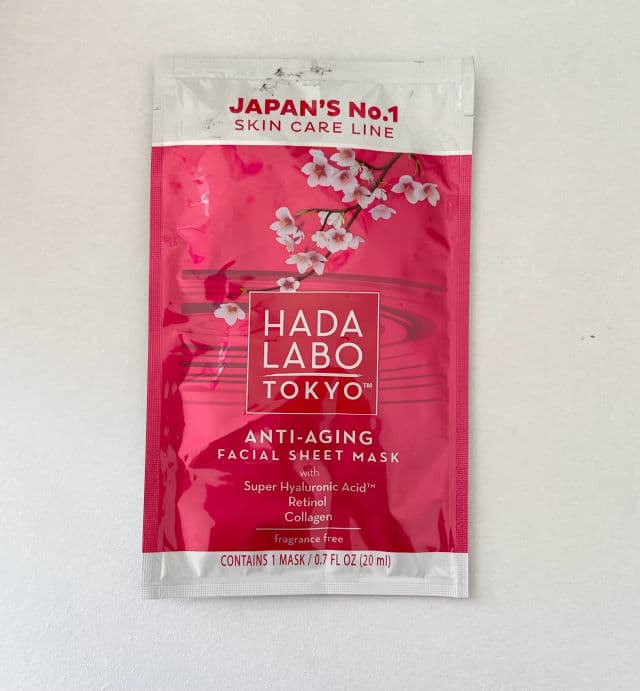 JAPAN'S No.1
SKIN CARE LINE
HADA
LABO
TOKYO™
ANTI-AGING
FACIAL SHEET MASK
with
Super Hyaluronic Acid™
Retinol
Collagen
fragrance free
CONTAINS 1 MASK / 0.7 FL OZ (20 ml)